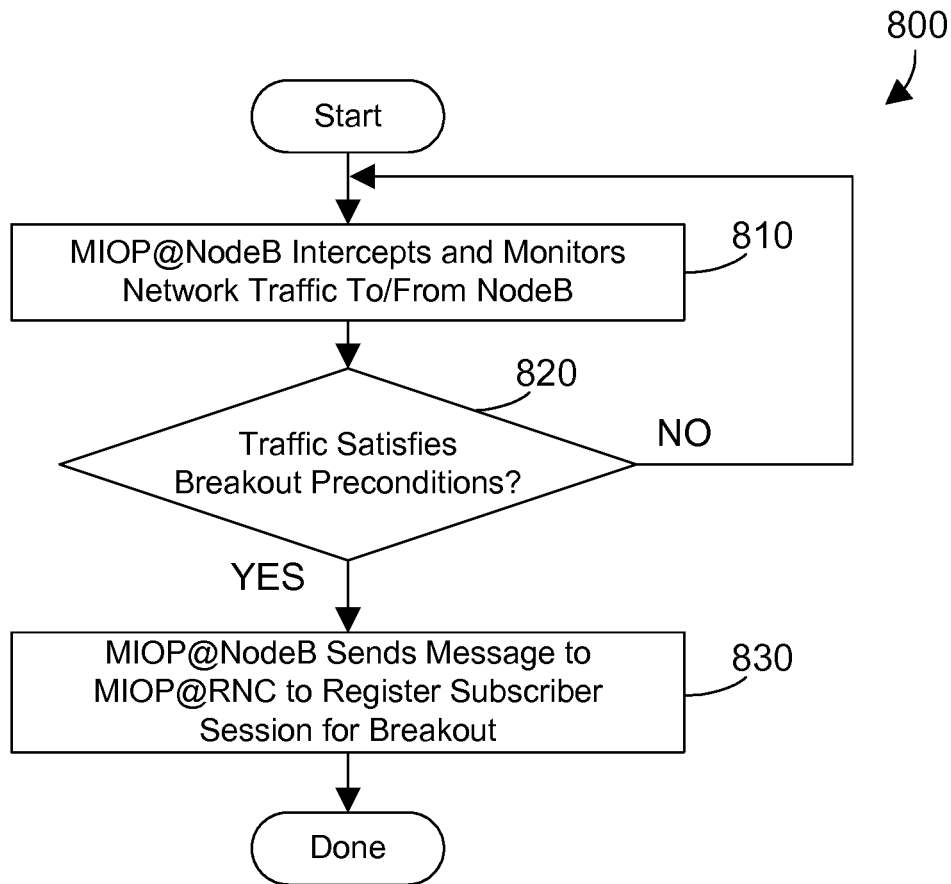 800
Start
MIOP@NodeB Intercepts and Monitors
Network Traffic To/From NodeB
810
820
Traffic Satisfies
Breakout Preconditions?
NO
YES
MIOP@NodeB Sends Message to
MIOP@RNC to Register Subscriber
Session for Breakout
830
Done